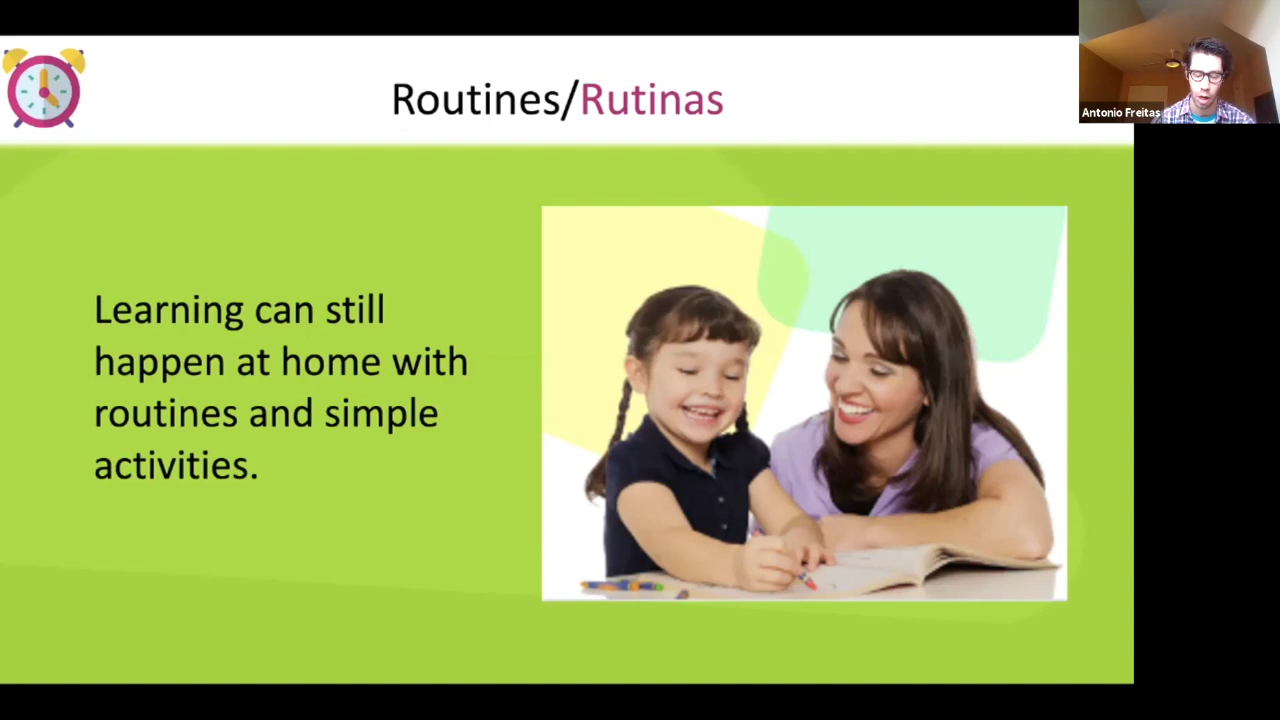 Routines/Rutinas
Antonio Freitas
Learning can still
happen at home with
routines and simple
activities.